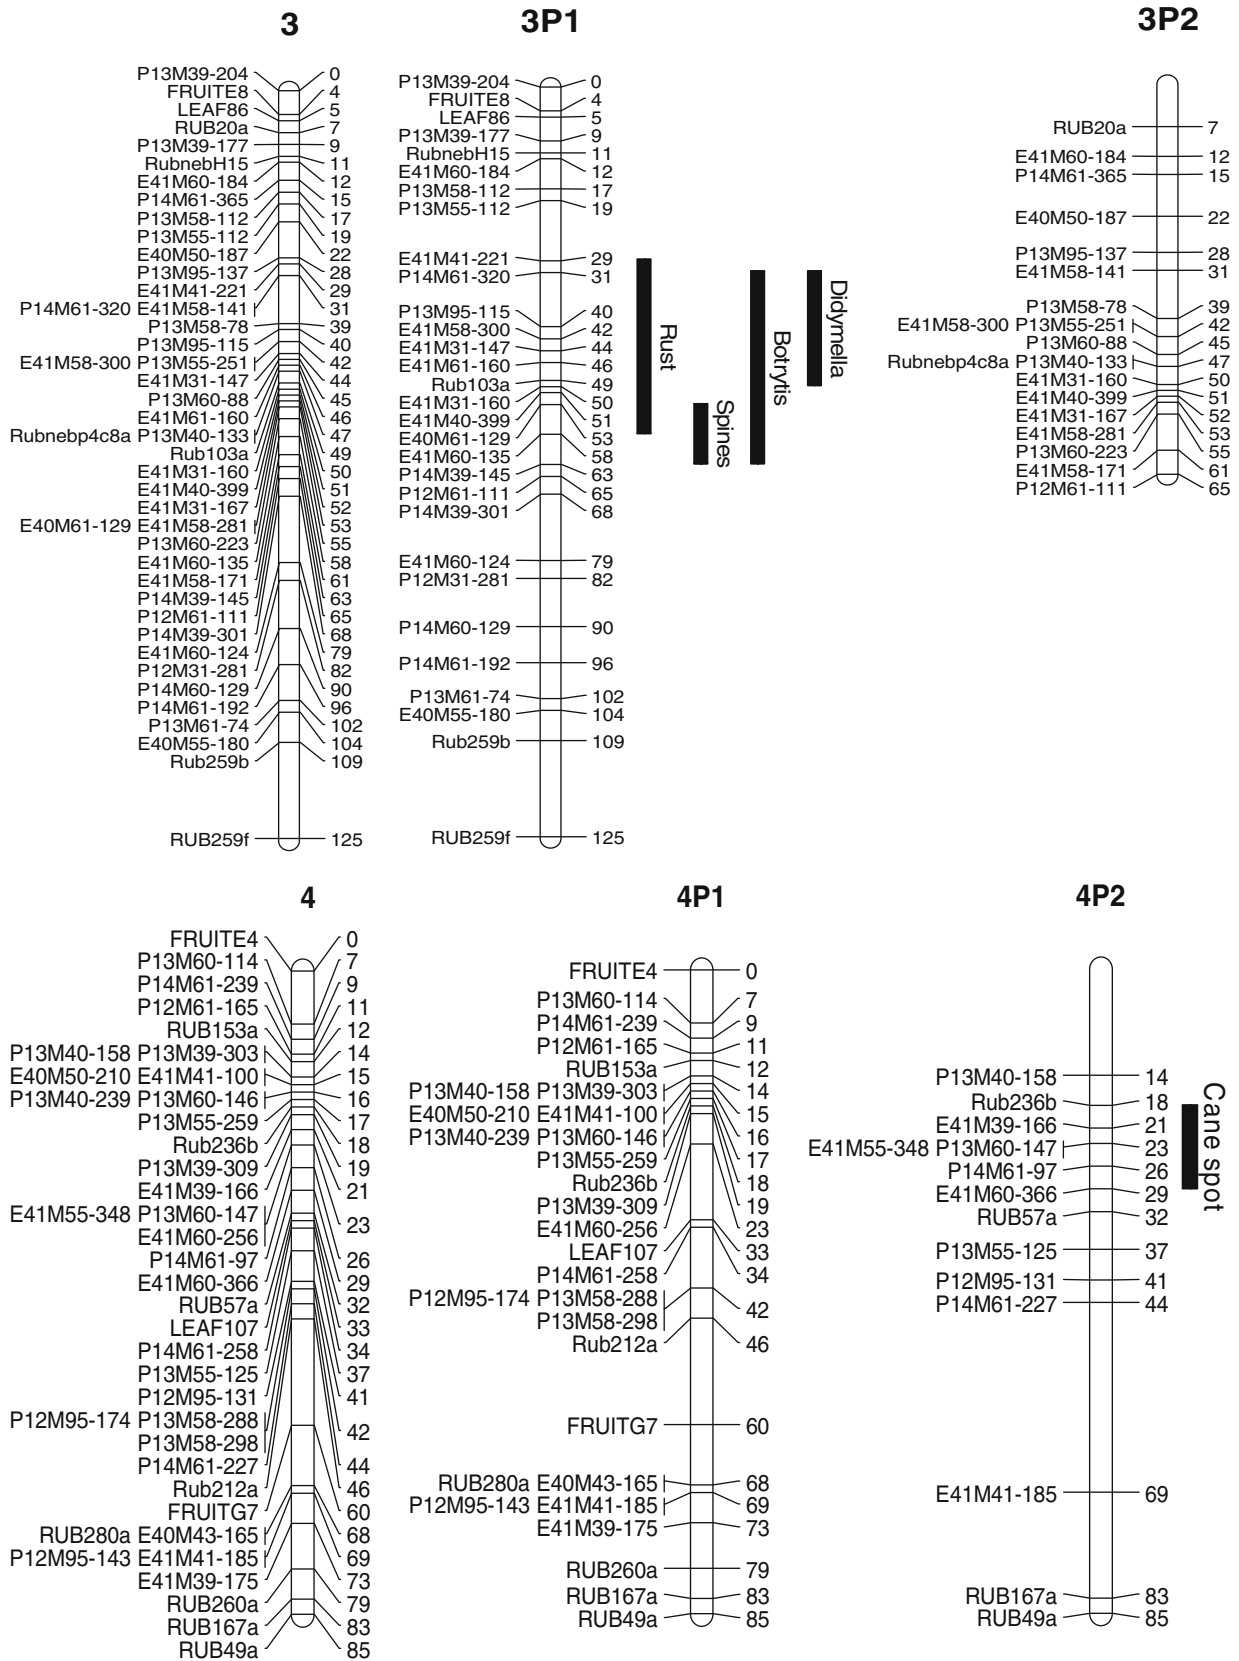 3
P13M39-204 0
FRUITE8 4
LEAF86 5
RUB20a 7
P13M39-177 9
RubnebH15 11
E41M60-184 12
P14M61-365 15
P13M58-112 17
P13M55-112 19
E40M50-187 22
P13M95-137 28
E41M41-221 29
P14M61-320 E41M58-141 31
P13M58-78 39
P13M95-115 40
E41M58-300 P13M55-251 42
E41M31-147 44
P13M60-88 45
E41M61-160 46
Rubnebp4c8a P13M40-133 47
Rub103a 49
E41M31-160 50
E41M40-399 51
E41M31-167 52
E40M61-129 E41M58-281 53
P13M60-223 55
E41M60-135 58
E41M58-171 61
P14M39-145 63
P12M61-111 65
P14M39-301 68
E41M60-124 79
P12M31-281 82
P14M60-129 90
P14M61-192 96
P13M61-74 102
E40M55-180 104
Rub259b 109
RUB259f 125
3P1
P13M39-204 0
FRUITE8 4
LEAF86 5
P13M39-177 9
RubnebH15 11
E41M60-184 12
P13M58-112 17
P13M55-112 19
E41M41-221 29
P14M61-320 31
P13M95-115 40
E41M58-300 42
E41M31-147 44
E41M61-160 46
Rub103a 49
E41M31-160 50
E41M40-399 51
E40M61-129 53
E41M60-135 58
P14M39-145 63
P12M61-111 65
P14M39-301 68
E41M60-124 79
P12M31-281 82
P14M60-129 90
P14M61-192 96
P13M61-74 102
E40M55-180 104
Rub259b 109
RUB259f 125
Rust
Spines
Botrytis
Didymella
3P2
RUB20a 7
E41M60-184 12
P14M61-365 15
E40M50-187 22
P13M95-137 28
E41M58-141 31
P13M58-78 39
E41M58-300 P13M55-251 42
P13M60-88 45
Rubnebp4c8a P13M40-133 47
E41M31-160 50
E41M40-399 51
E41M31-167 52
E41M58-281 53
P13M60-223 55
E41M58-171 61
P12M61-111 65
4
FRUITE4 0
P13M60-114 7
P14M61-239 9
P12M61-165 11
RUB153a 12
P13M40-158 P13M39-303 14
E40M50-210 E41M41-100 15
P13M40-239 P13M60-146 16
P13M55-259 17
Rub236b 18
P13M39-309 19
E41M39-166 21
E41M55-348 P13M60-147 23
E41M60-256
P14M61-97 26
E41M60-366 29
RUB57a 32
LEAF107 33
P14M61-258 34
P13M55-125 37
P12M95-131 41
P12M95-174 P13M58-288 42
P13M58-298
P14M61-227 44
Rub212a 46
FRUITG7 60
RUB280a E40M43-165 68
P12M95-143 E41M41-185 69
E41M39-175 73
RUB260a 79
RUB167a 83
RUB49a 85
4P1
FRUITE4 0
P13M60-114 7
P14M61-239 9
P12M61-165 11
RUB153a 12
P13M40-158 P13M39-303 14
E40M50-210 E41M41-100 15
P13M40-239 P13M60-146 16
P13M55-259 17
Rub236b 18
P13M39-309 19
E41M60-256 23
LEAF107 33
P14M61-258 34
P12M95-174 P13M58-288 42
P13M58-298
Rub212a 46
FRUITG7 60
RUB280a E40M43-165 68
P12M95-143 E41M41-185 69
E41M39-175 73
RUB260a 79
RUB167a 83
RUB49a 85
4P2
P13M40-158 14
Rub236b 18
E41M39-166 21
E41M55-348 P13M60-147 23
P14M61-97 26
E41M60-366 29
RUB57a 32
P13M55-125 37
P12M95-131 41
P14M61-227 44
E41M41-185 69
RUB167a 83
RUB49a 85
Cane spot